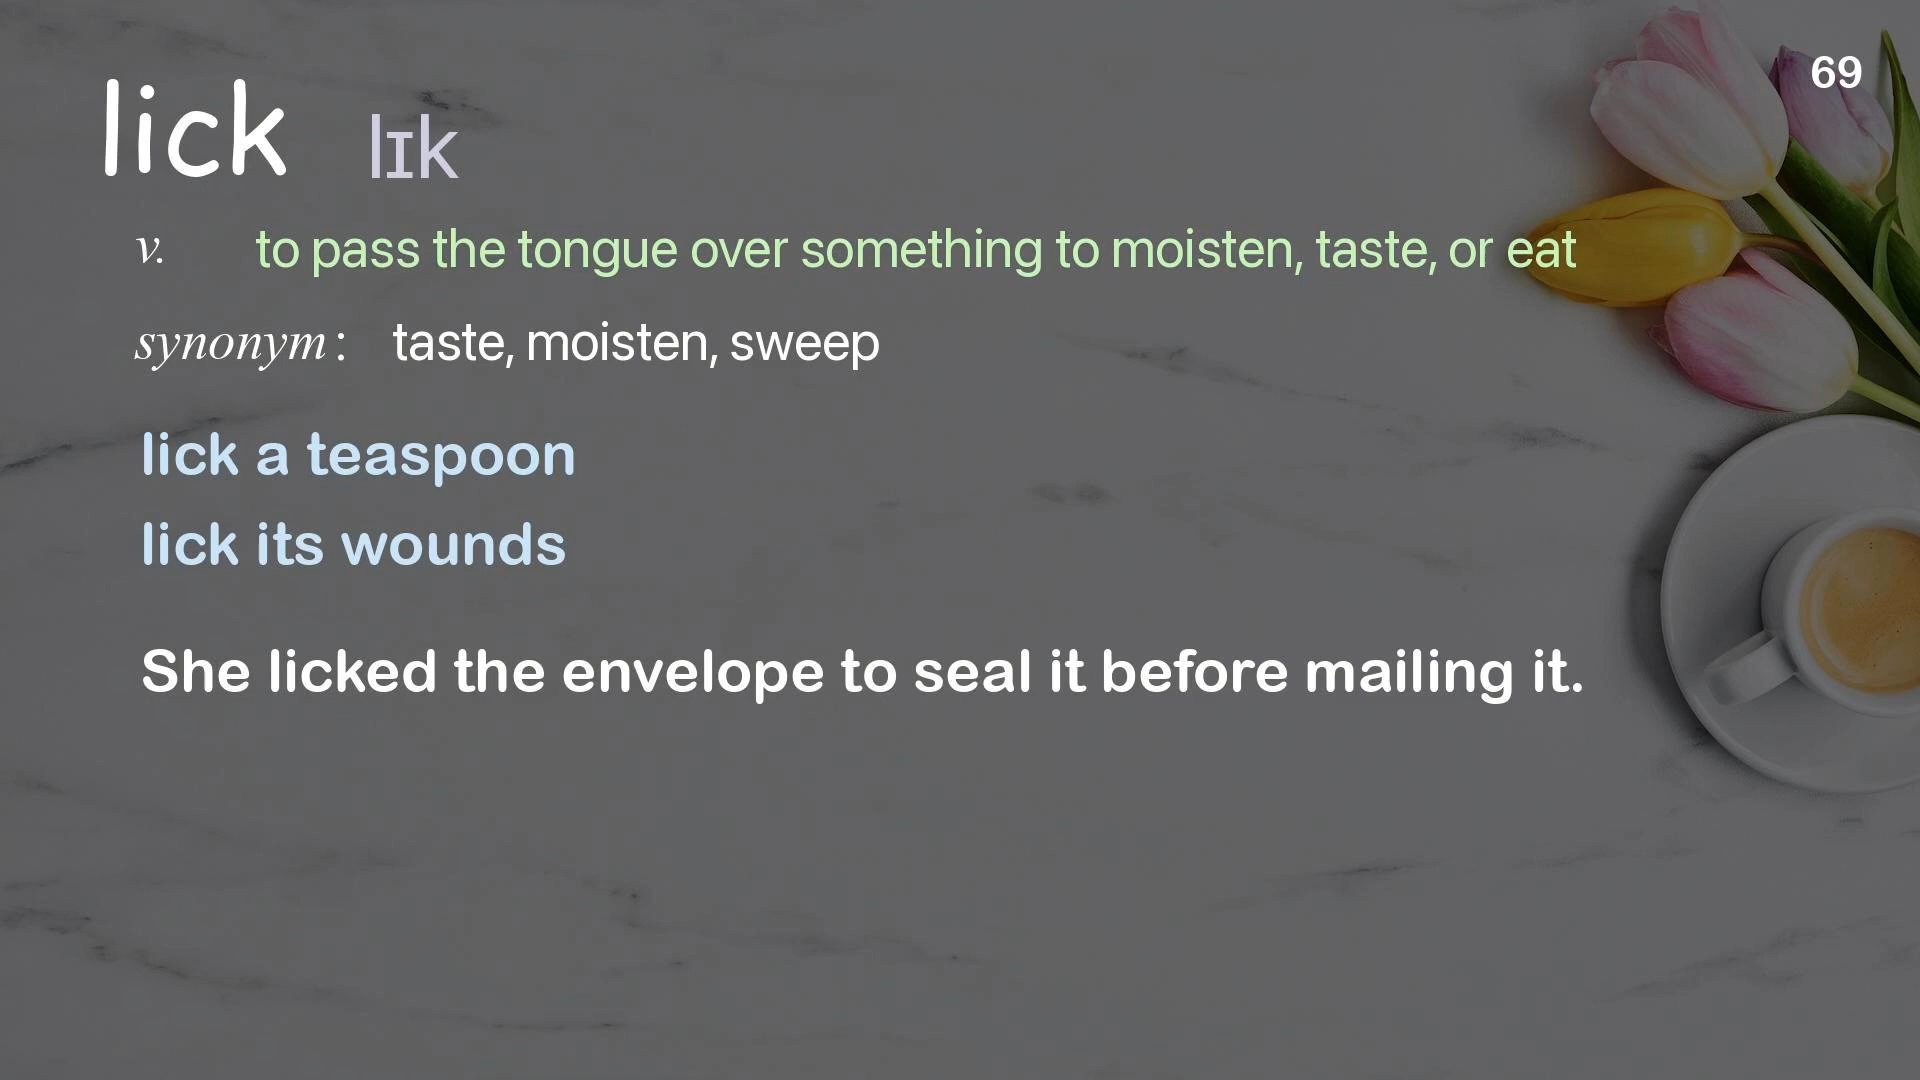 69
lick lɪk
v. to pass the tongue over something to moisten, taste, or eat
synonym : taste, moisten, sweep
lick a teaspoon
lick its wounds
She licked the envelope to seal it before mailing it.